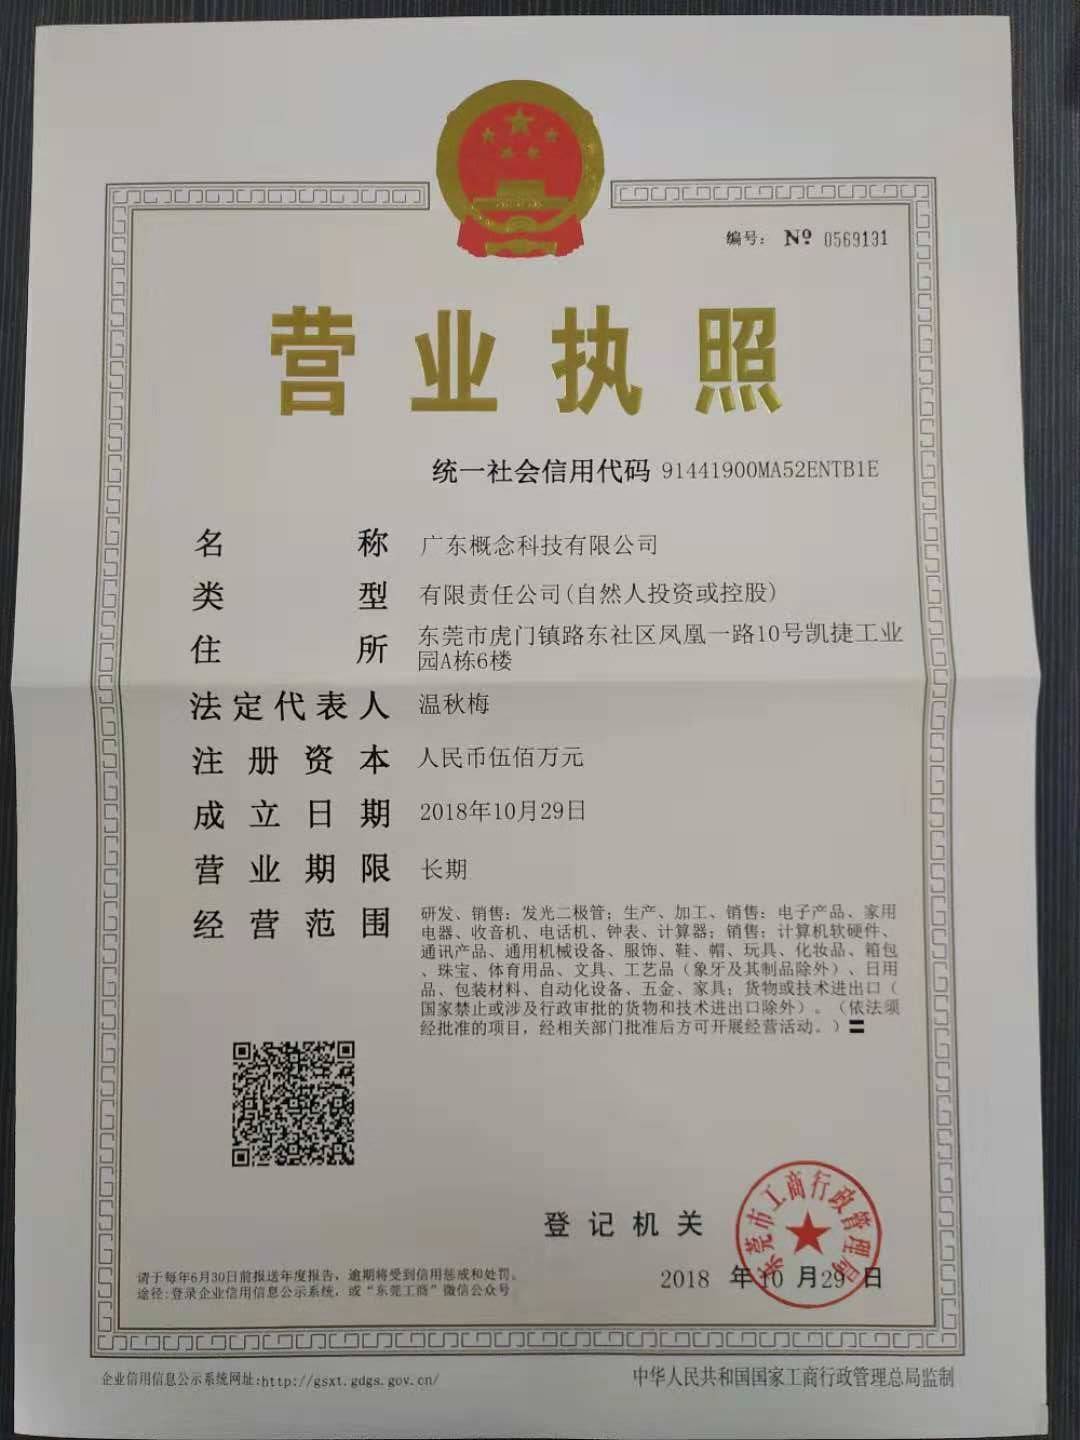 编号： № 0569131
营业执照
统一社会信用代码 91441900MA52ENTB1E
名称 广东概念科技有限公司
类型 有限责任公司(自然人投资或控股)
住所 东莞市虎门镇路东社区凤凰一路10号凯捷工业
园A栋6楼
法定代表人 温秋梅
注册资本 人民币伍佰万元
成立日期 2018年10月29日
营业期限 长期
经营范围 研发、销售：发光二极管；生产、加工、销售：电子产品、家用
电器、收音机、电话机、钟表、计算器；销售：计算机软硬件、
通讯产品、通用机械设备、服饰、鞋、帽、玩具、化妆品、箱包
、珠宝、体育用品、文具、工艺品（象牙及其制品除外）、日用
品、包装材料、自动化设备、五金、家具；货物或技术进出口（
国家禁止或涉及行政审批的货物和技术进出口除外）。（依法须
经批准的项目，经相关部门批准后方可开展经营活动。）〓
登记机关
东莞市工商行政管理局
2018 年 10 月 29 日
请于每年6月30日前报送年度报告，逾期将受到信用惩戒和处罚。
途径:登录企业信用信息公示系统，或“东莞工商”微信公众号
企业信用信息公示系统网址:http://gsxt.gdgs.gov.cn/
中华人民共和国国家工商行政管理总局监制